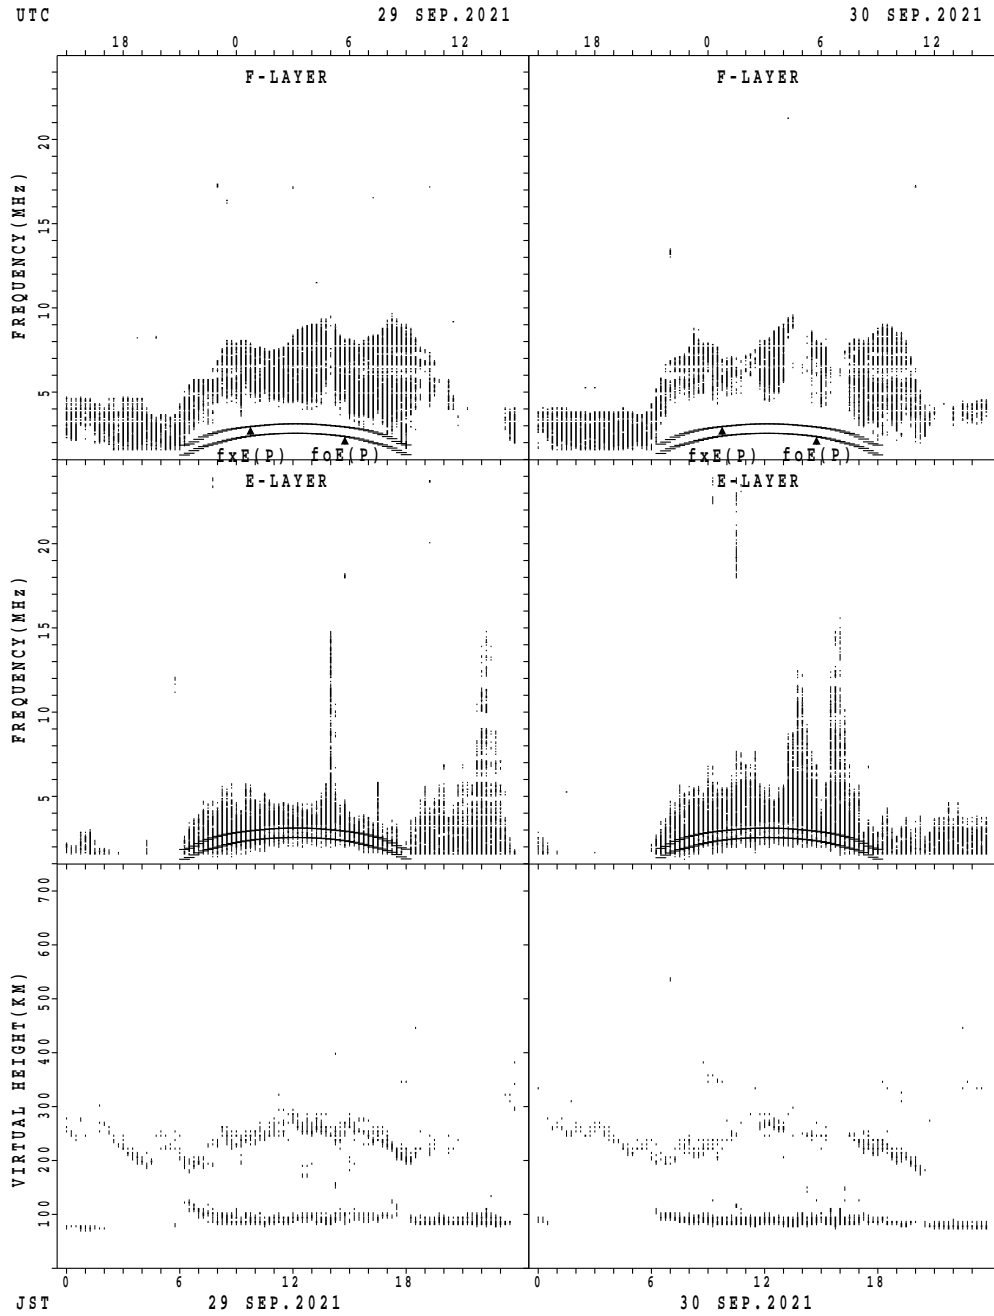 UTC 29 SEP.2021 30 SEP.2021
18 0 6 12 18 0 6 12
F-LAYER F-LAYER
FREQUENCY(MHz)
20
15
10
5
fxE(P) foE(P) fxE(P) foE(P)
E-LAYER E-LAYER
FREQUENCY(MHz)
20
15
10
5
VIRTUAL HEIGHT(KM)
700
600
500
400
300
200
100
0 6 12 18 0 6 12 18
JST 29 SEP.2021 30 SEP.2021